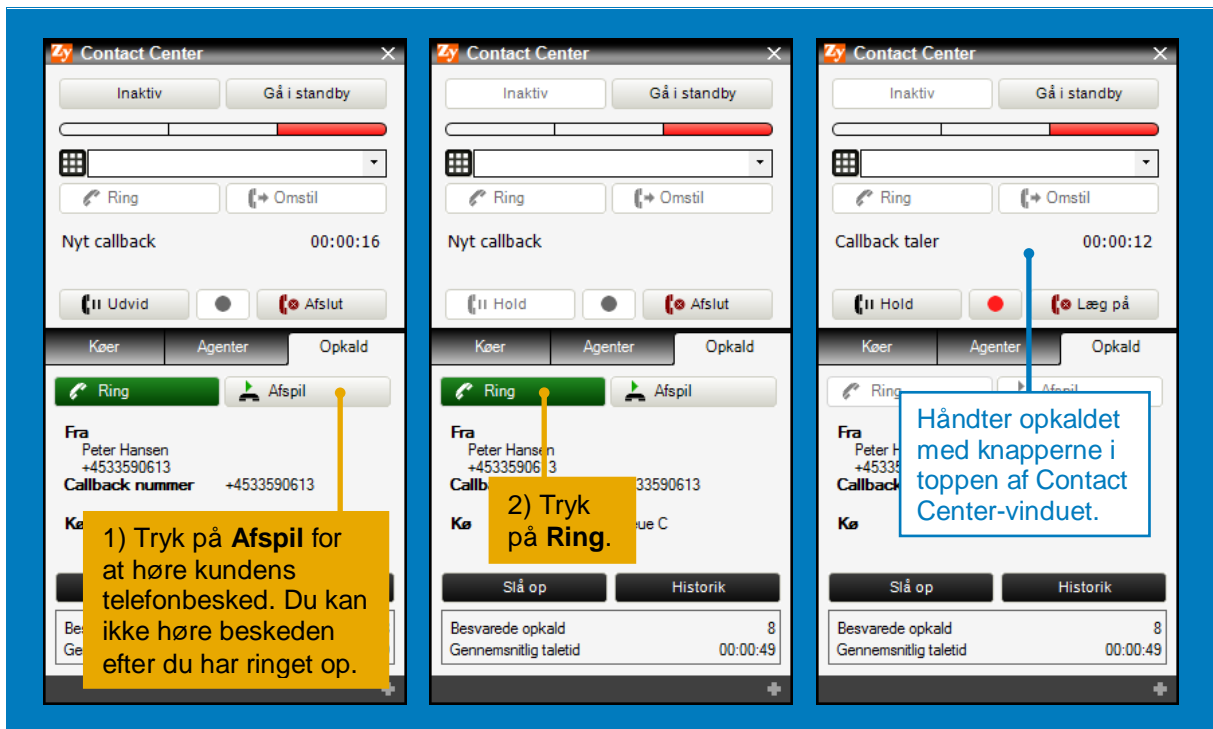 Zy Contact Center
Inaktiv Gå i standby
Ring Omstil
Nyt callback 00:00:16
Udvid Afslut
Køer Agenter Opkald
Ring Afspil
Fra
Peter Hansen
+4533590613
Callback nummer +4533590613
1) Tryk på Afspil for
at høre kundens
telefonbesked. Du kan
ikke høre beskeden
efter du har ringet op.
Zy Contact Center
Inaktiv Gå i standby
Ring Omstil
Nyt callback
Hold Afslut
Køer Agenter Opkald
Ring Afspil
Fra
Peter Hansen
+4533590613
33590613
Kø
2) Tryk
på Ring.
Slå op Historik
Besvarede opkald 8
Gennemsnitlig taletid 00:00:49
Zy Contact Center
Inaktiv Gå i standby
Ring Omstil
Callback taler 00:00:12
Hold Læg på
Køer Agenter Opkald
Ring Afspil
Fra
Peter
Callback
Kø
Håndter opkaldet
med knapperne i
toppen af Contact
Center-vinduet.
Slå op Historik
Besvarede opkald 8
Gennemsnitlig taletid 00:00:49